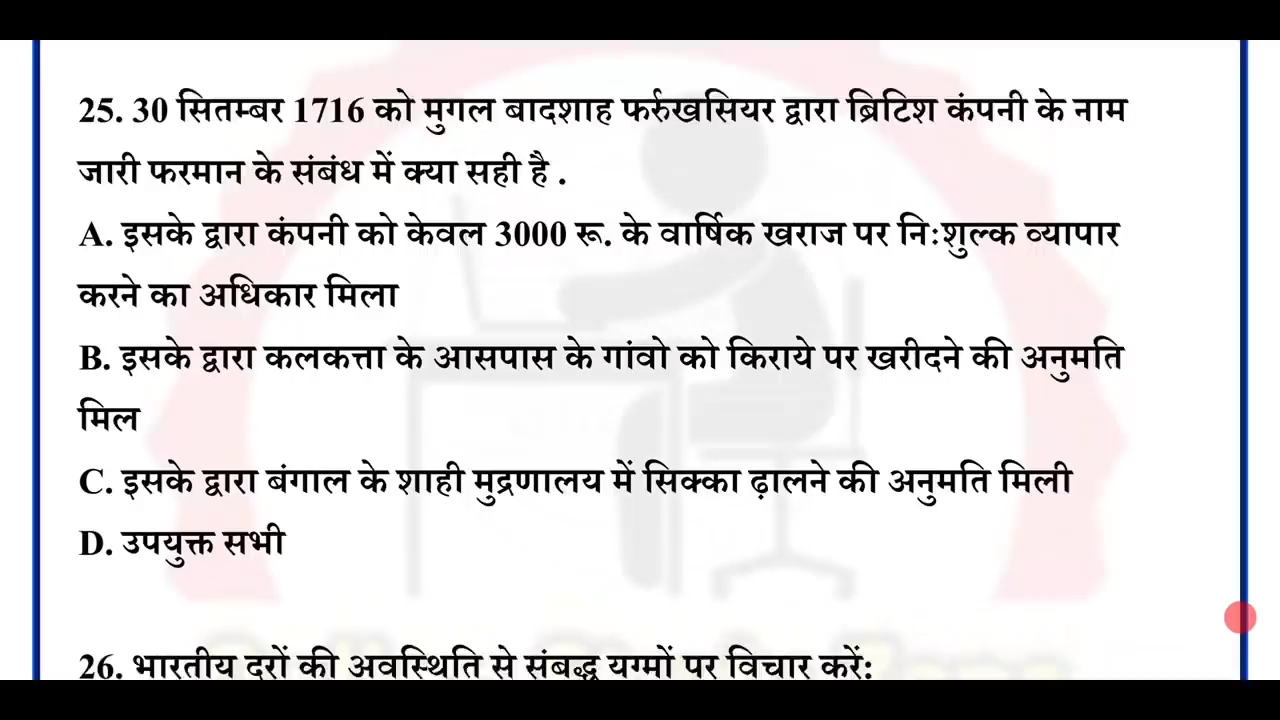 25. 30 सितम्बर 1716 को मुगल बादशाह फर्रुखसियर द्वारा ब्रिटिश कंपनी के नाम
जारी फरमान के संबंध में क्या सही है .
A. इसके द्वारा कंपनी को केवल 3000 रू. के वार्षिक खराज पर निःशुल्क व्यापार
करने का अधिकार मिला
B. इसके द्वारा कलकत्ता के आसपास के गांवो को किराये पर खरीदने की अनुमति
मिल
C. इसके द्वारा बंगाल के शाही मुद्रणालय में सिक्का ढ़ालने की अनुमति मिली
D. उपयुक्त सभी
26. भारतीय दर्रो की अवस्थिति से संबद्ध युग्मों पर विचार करें: